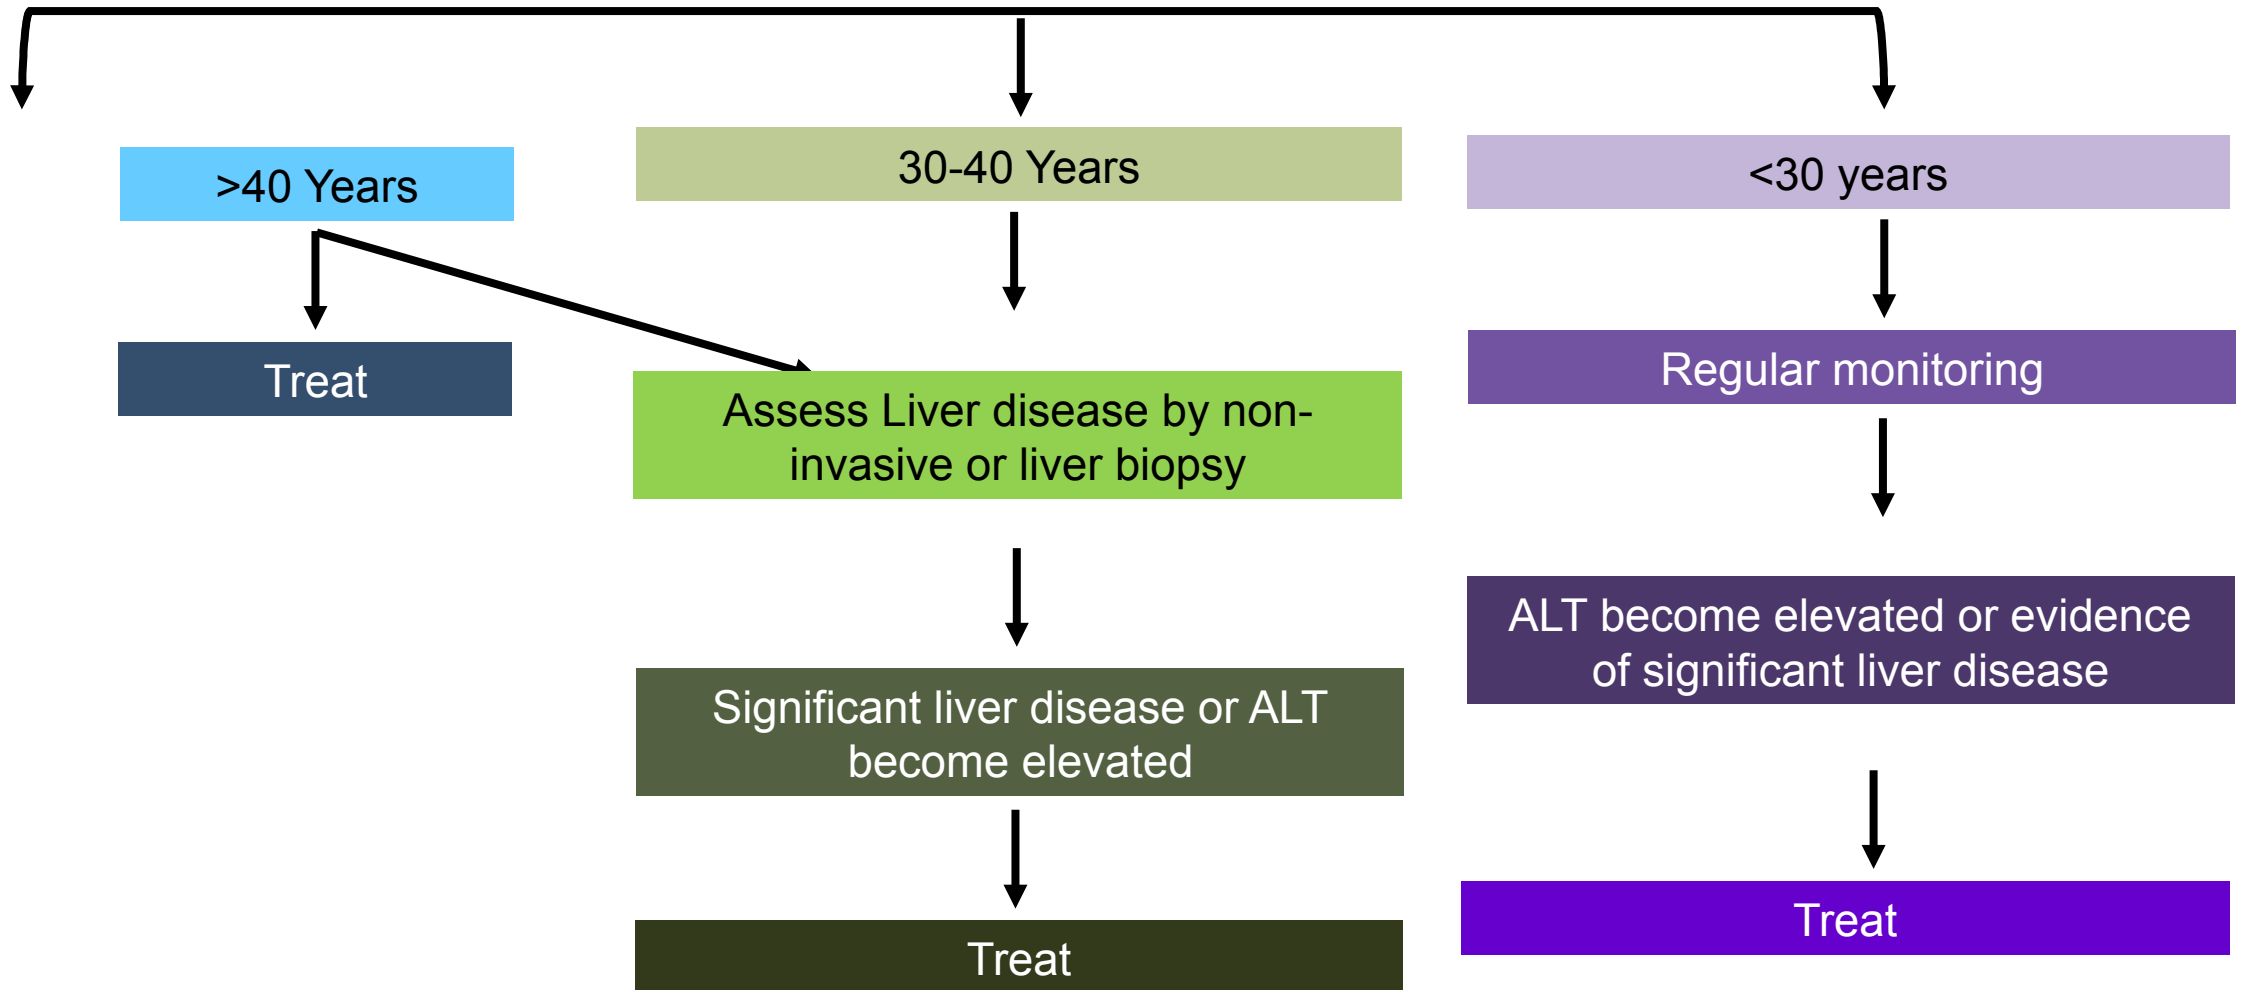 >40 Years
Treat
30-40 Years
Assess Liver disease by non-
invasive or liver biopsy
Significant liver disease or ALT
become elevated
Treat
<30 years
Regular monitoring
ALT become elevated or evidence
of significant liver disease
Treat